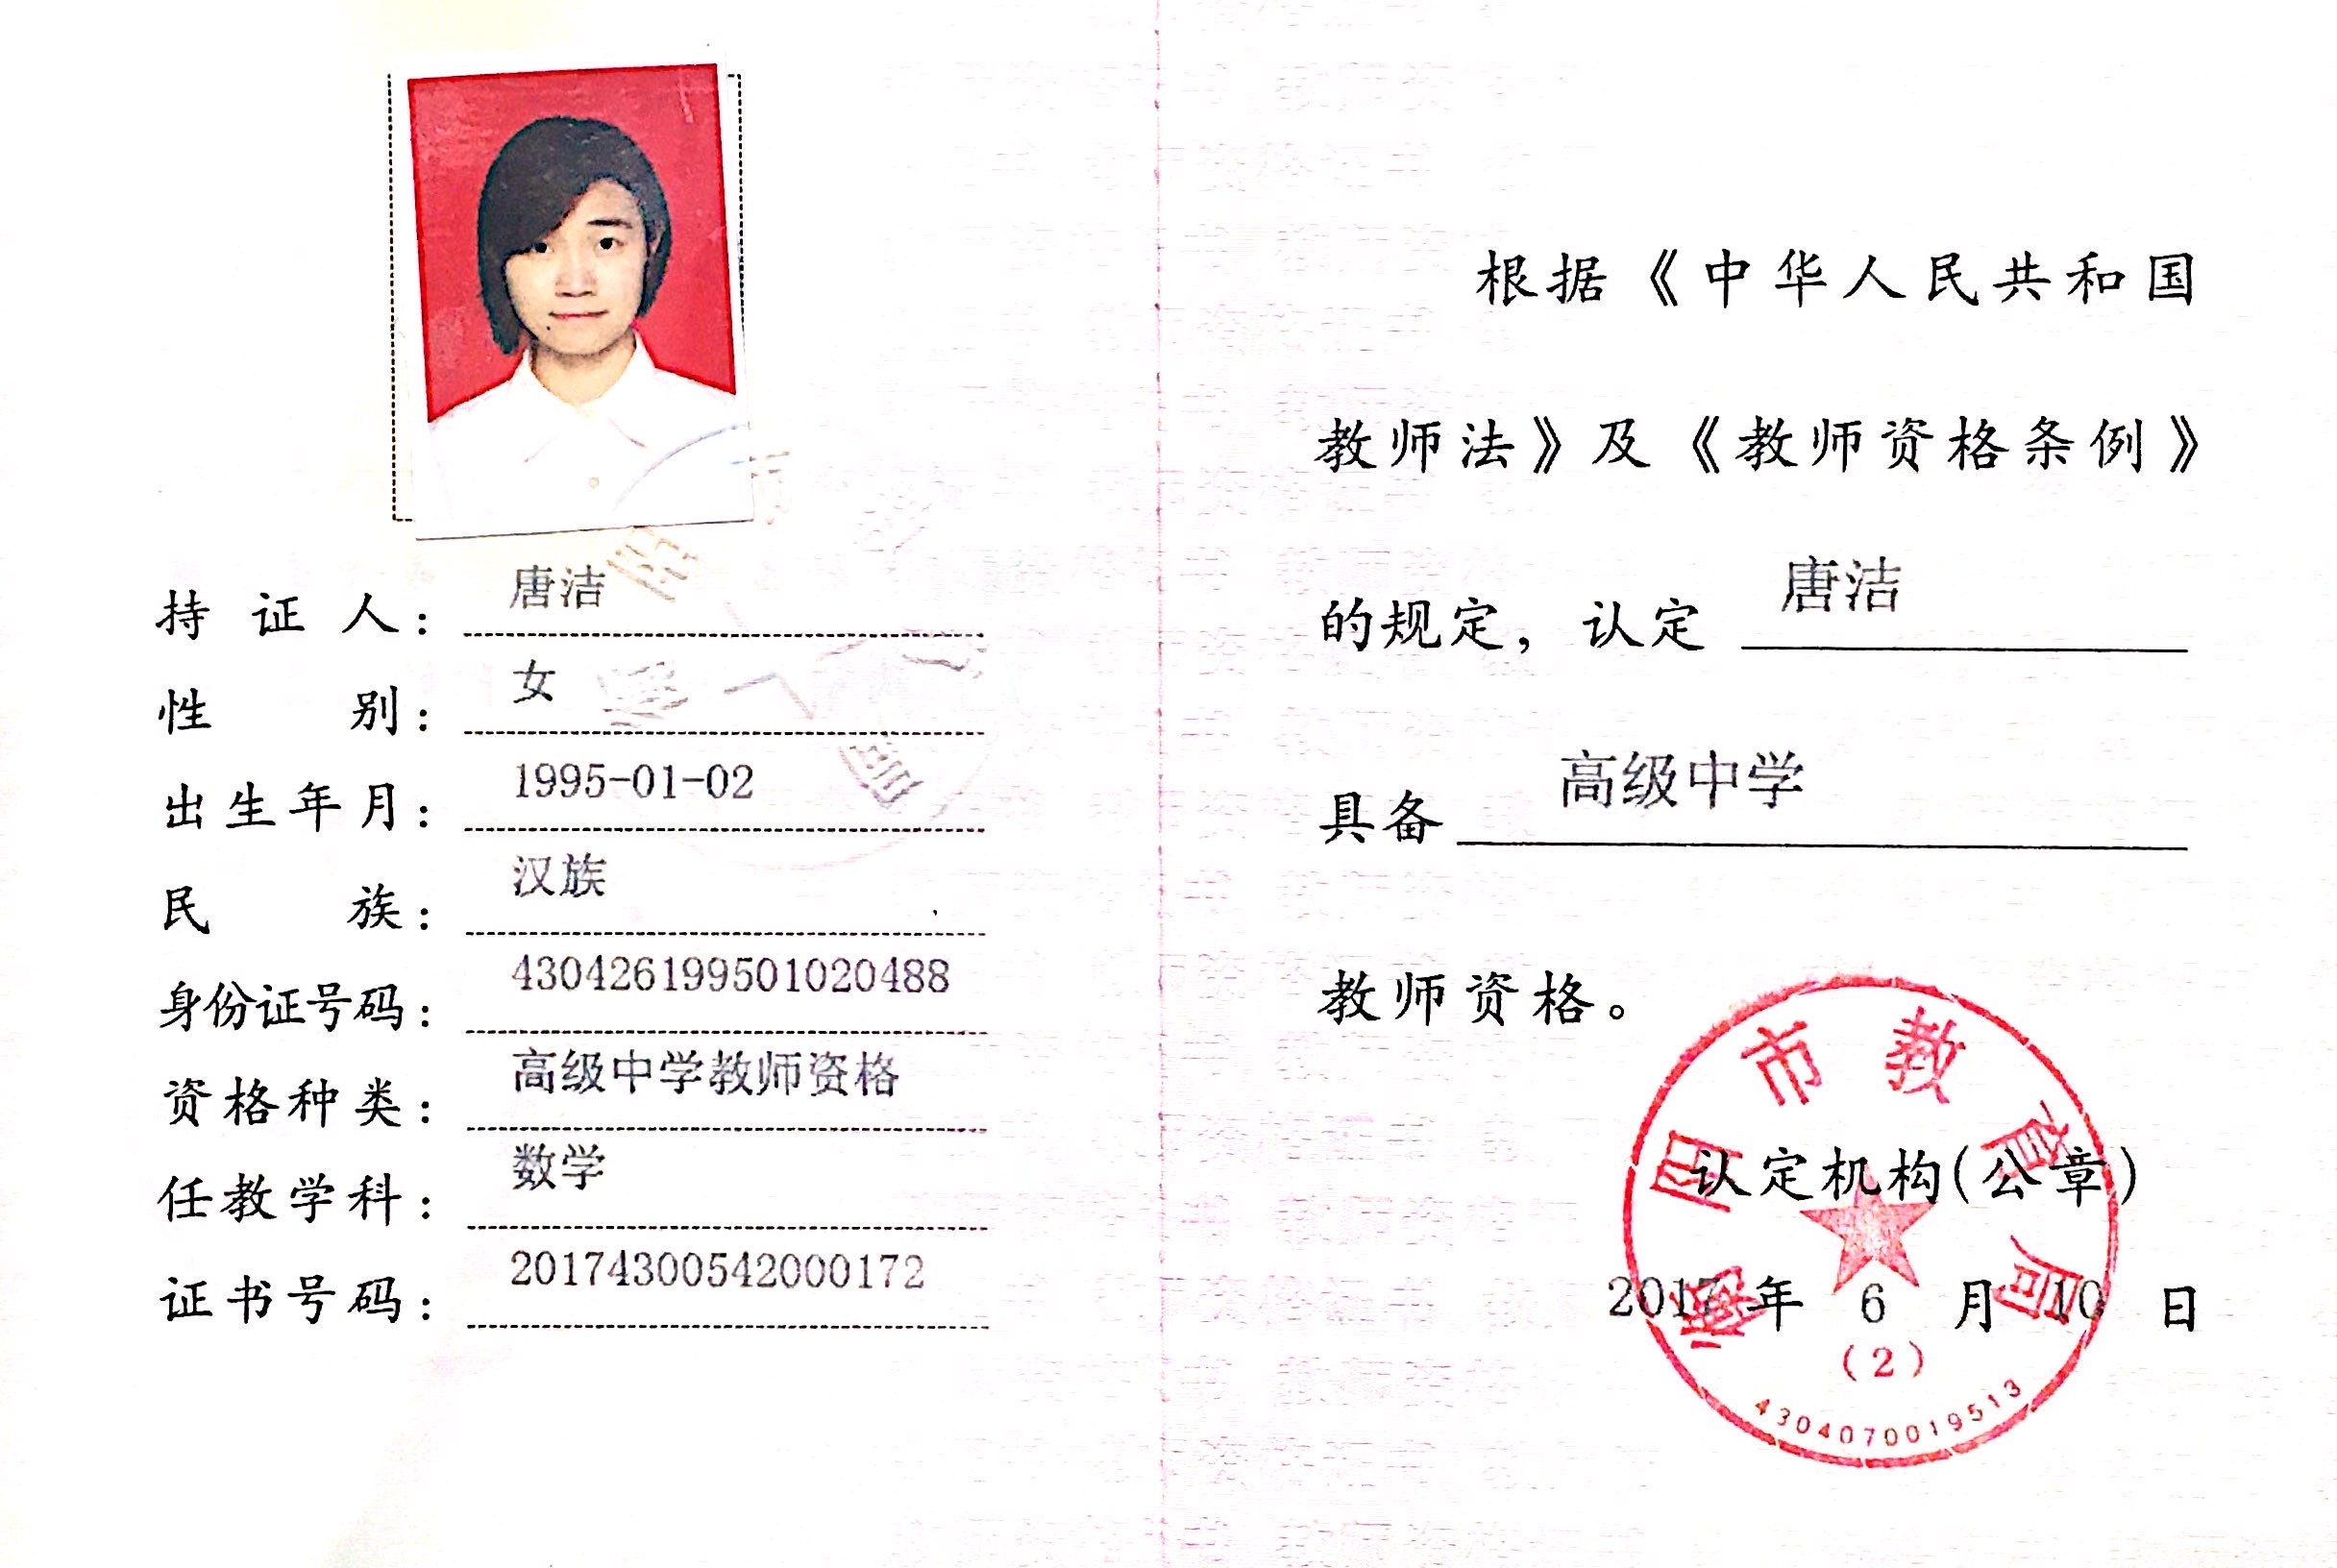 持证人： 唐洁
性别： 女
出生年月： 1995-01-02
民族： 汉族
身份证号码： 430426199501020488
资格种类： 高级中学教师资格
任教学科： 数学
证书号码： 20174300542000172
根据《中华人民共和国
教师法》及《教师资格条例》
的规定，认定 唐洁
具备 高级中学
教师资格。
市教育局
认定机构(公章)
2017 年 6 月 10 日
(2)
4304070019513